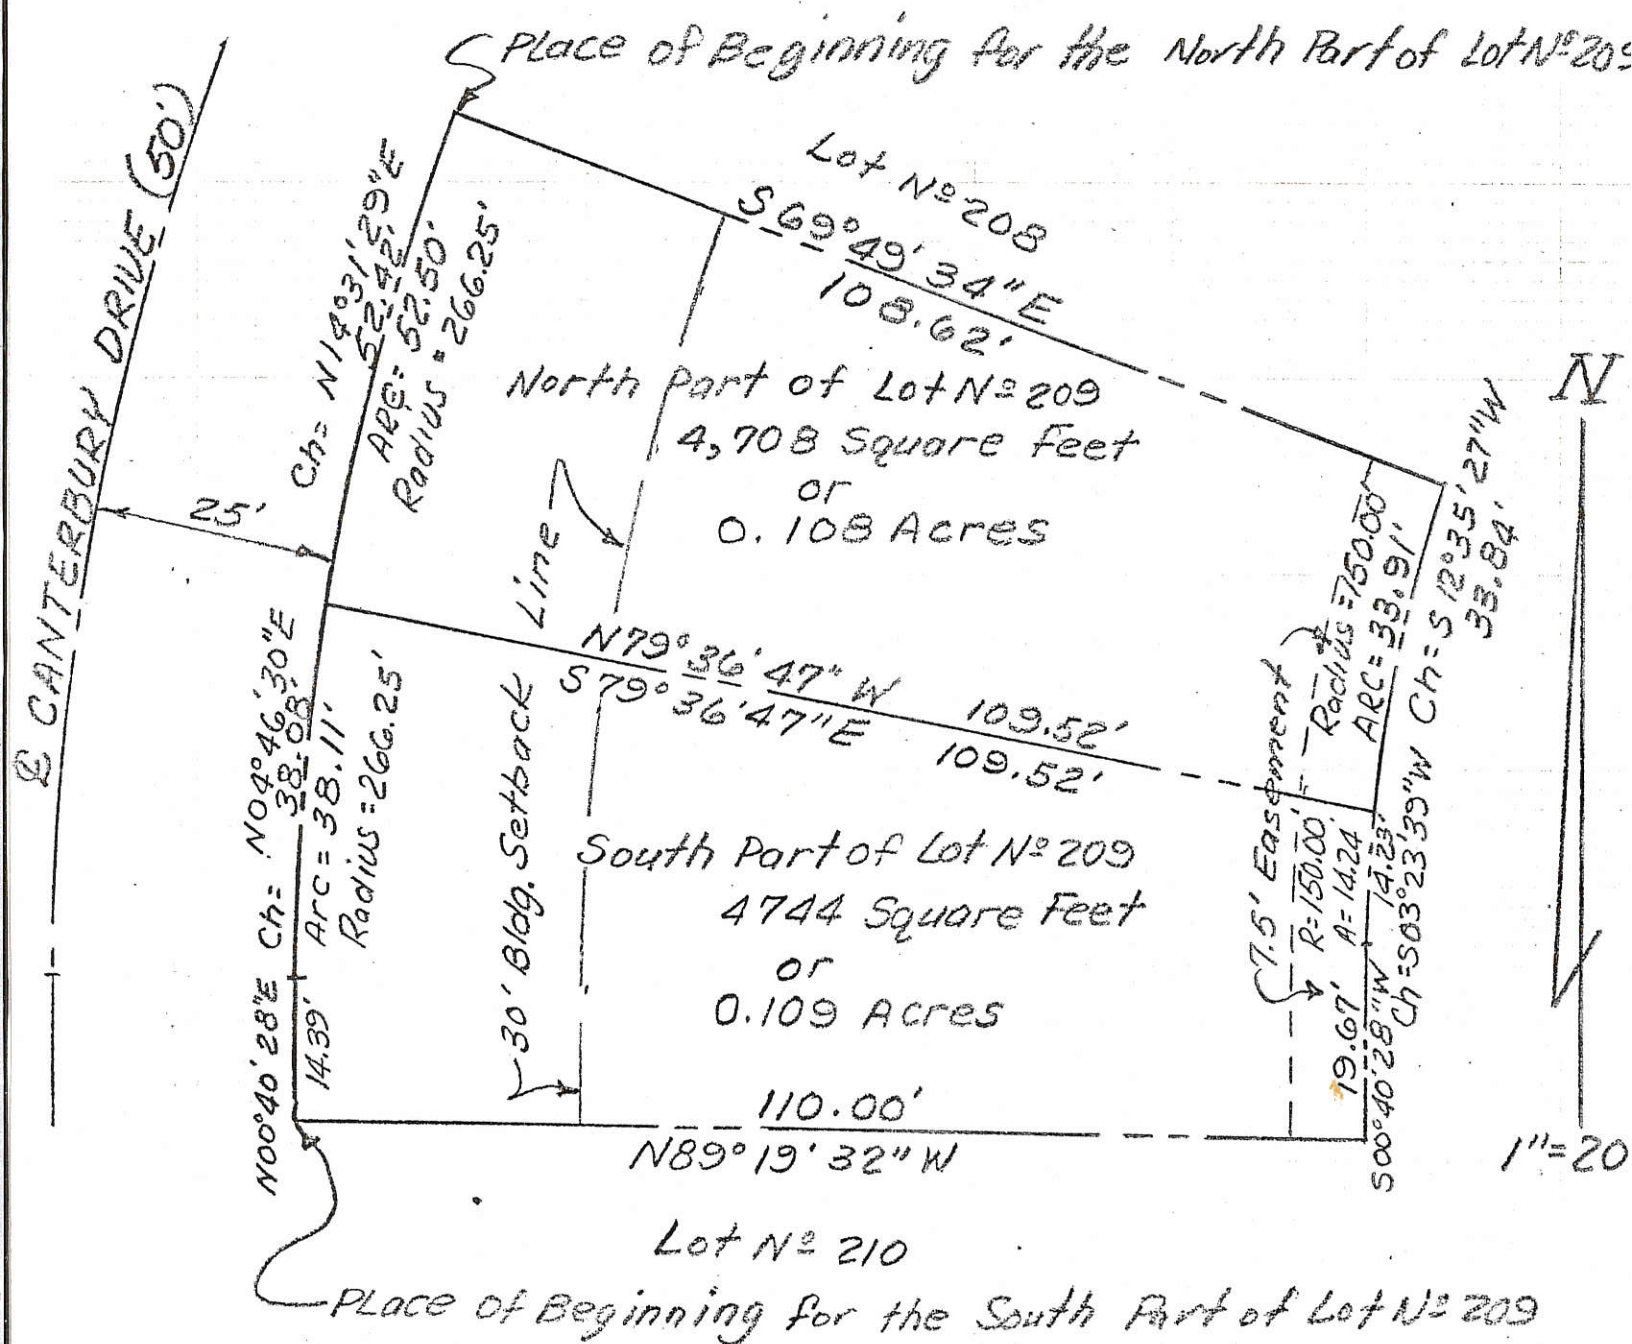 Place of Beginning for the North Part of Lot Nº 209
℄ CANTERBURY DRIVE (50')
25'
Lot Nº 208
S 69° 49' 34" E
108.62'
Ch= N14°31'29"E
52.42'
ARC= 52.50'
Radius = 266.25'
North Part of Lot Nº 209
4,708 Square Feet
or
0.108 Acres
N
Radius = 150.00'
ARC= 33.91'
Ch= S 12°35'27"W
33.84'
N79° 36' 47" W 109.52'
S 79° 36' 47" E 109.52'
30' Bldg. Setback Line
Ch= N04°46'30"E
38.08'
Arc = 38.11'
Radius = 266.25'
South Part of Lot Nº 209
4744 Square Feet
or
0.109 Acres
7.5' Easement
R=150.00'
A=14.24'
14.23'
Ch=S03°23'39"W
N00°40'28"E
14.39'
19.67'
S00°40'28"W
110.00'
N89°19'32" W
1"=20
Lot Nº 210
Place of Beginning for the South Part of Lot Nº 209